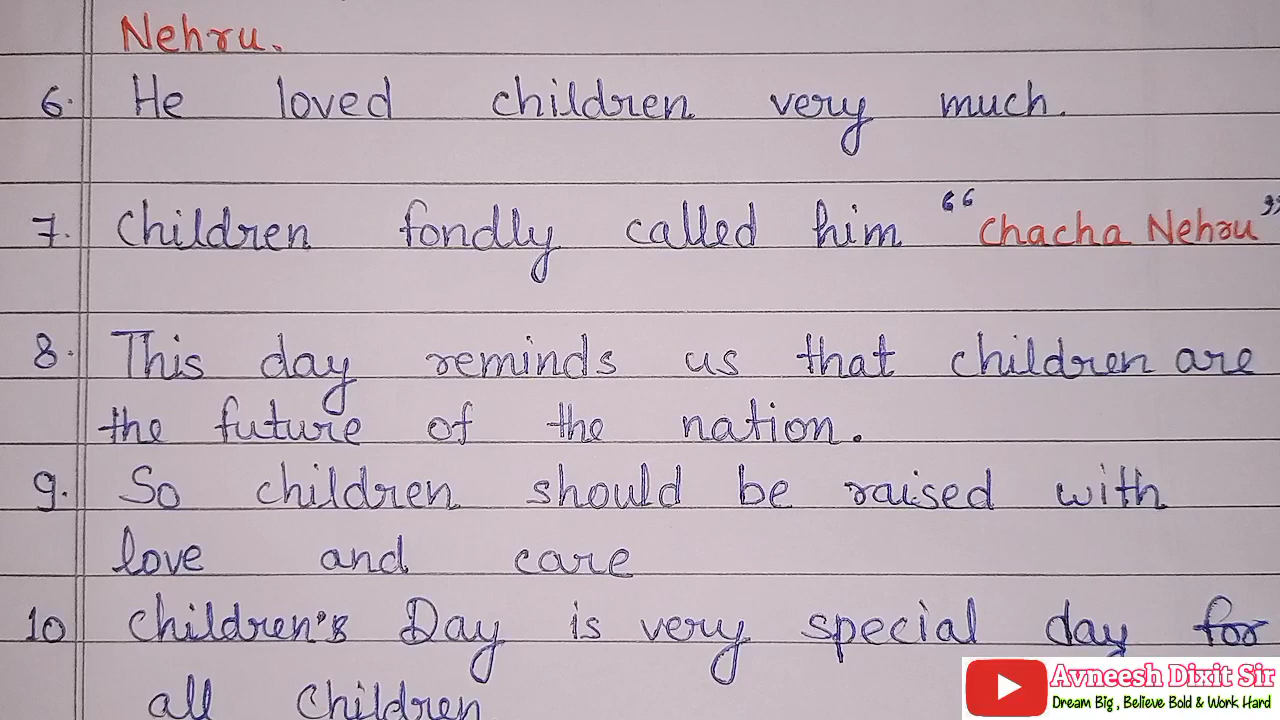 Nehru.
6. He loved children very much.
7. Children fondly called him "Chacha Nehru"
8. This day reminds us that children are
the future of the nation.
9. So children should be raised with
love and care
10 Children's Day is very special day for
all Children
Avneesh Dixit Sir
Dream Big , Believe Bold & Work Hard